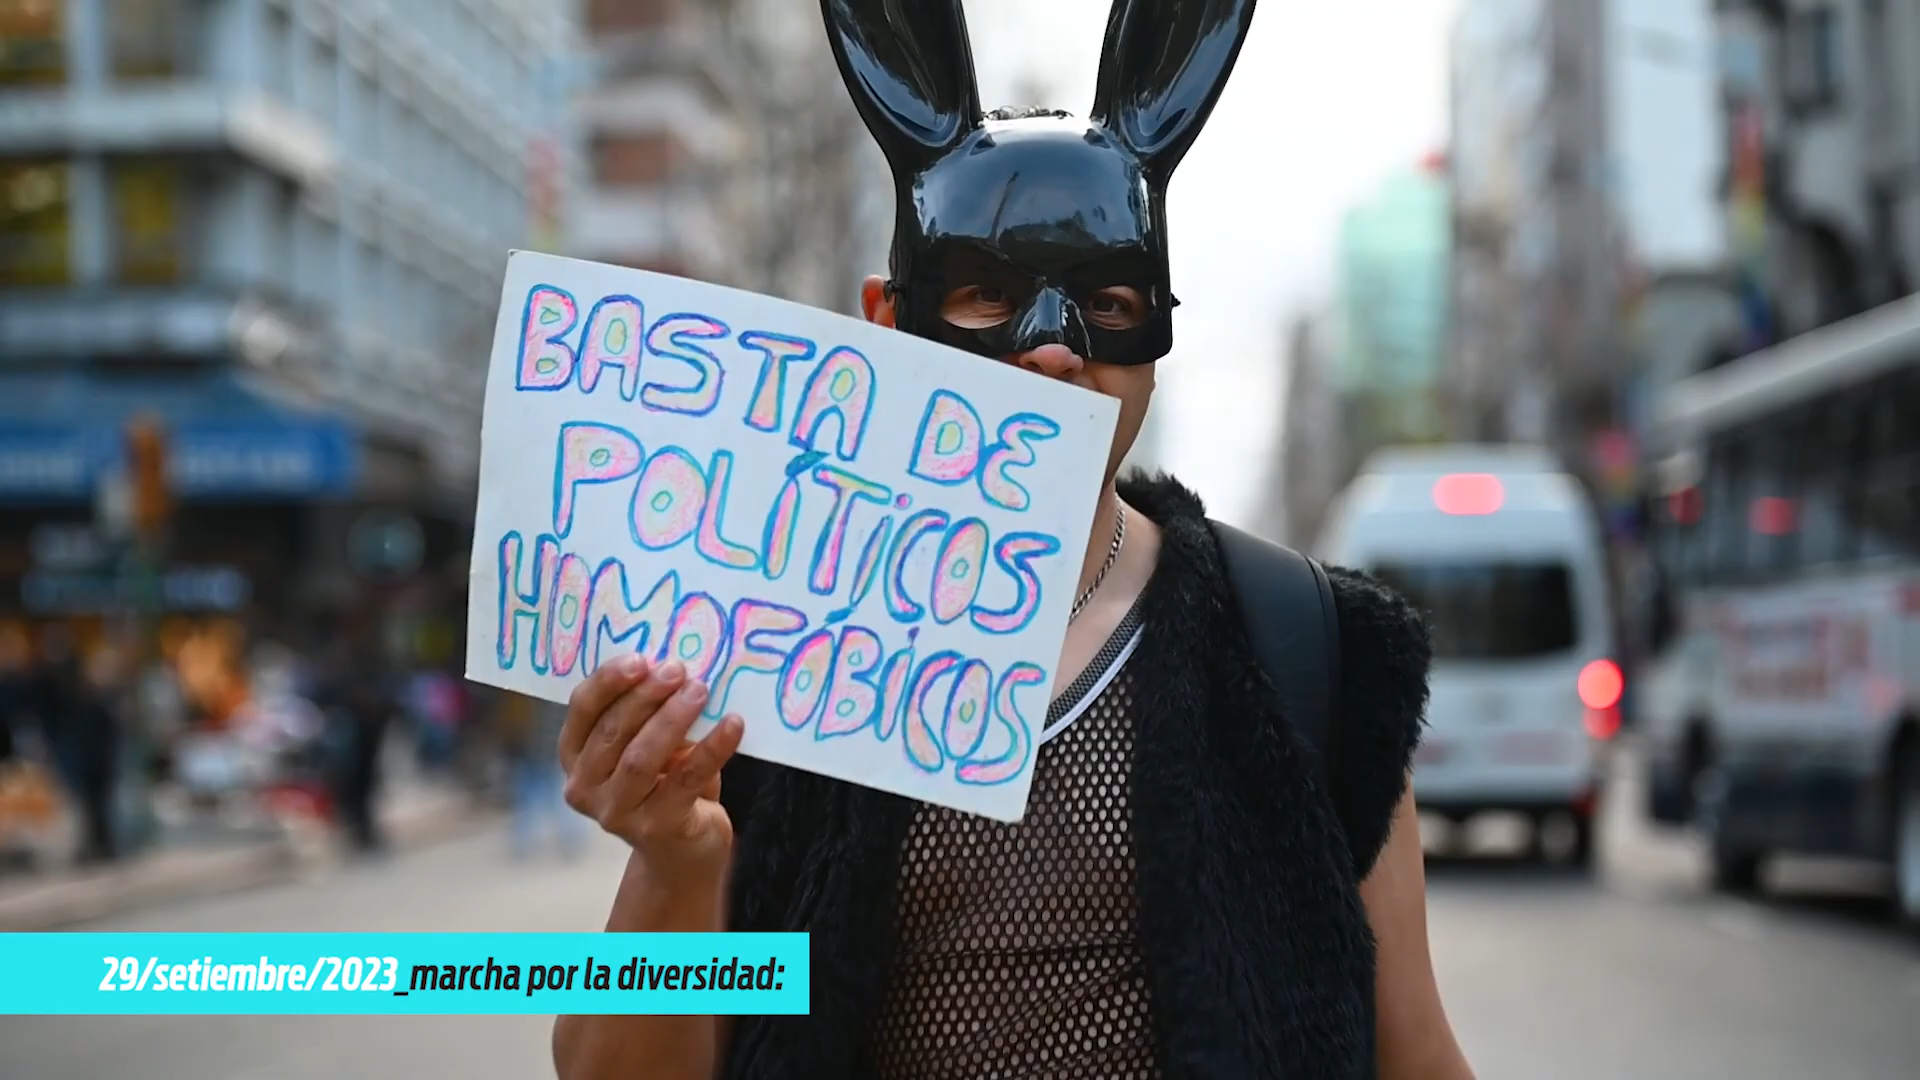 BASTA DE
POLÍTiCOS
HOMOFÓBiCOS
29/setiembre/2023_marcha por la diversidad: